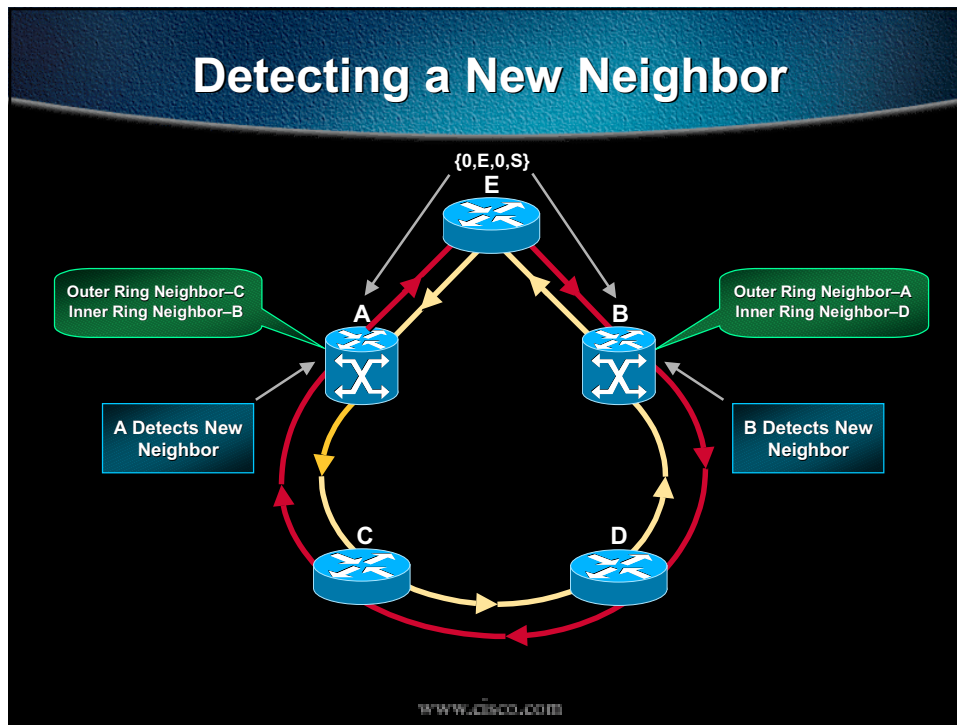 Detecting a New Neighbor
{0,E,0,S}
E
Outer Ring Neighbor–C
Inner Ring Neighbor–B
A
B
Outer Ring Neighbor–A
Inner Ring Neighbor–D
A Detects New
Neighbor
B Detects New
Neighbor
C
D
www.cisco.com